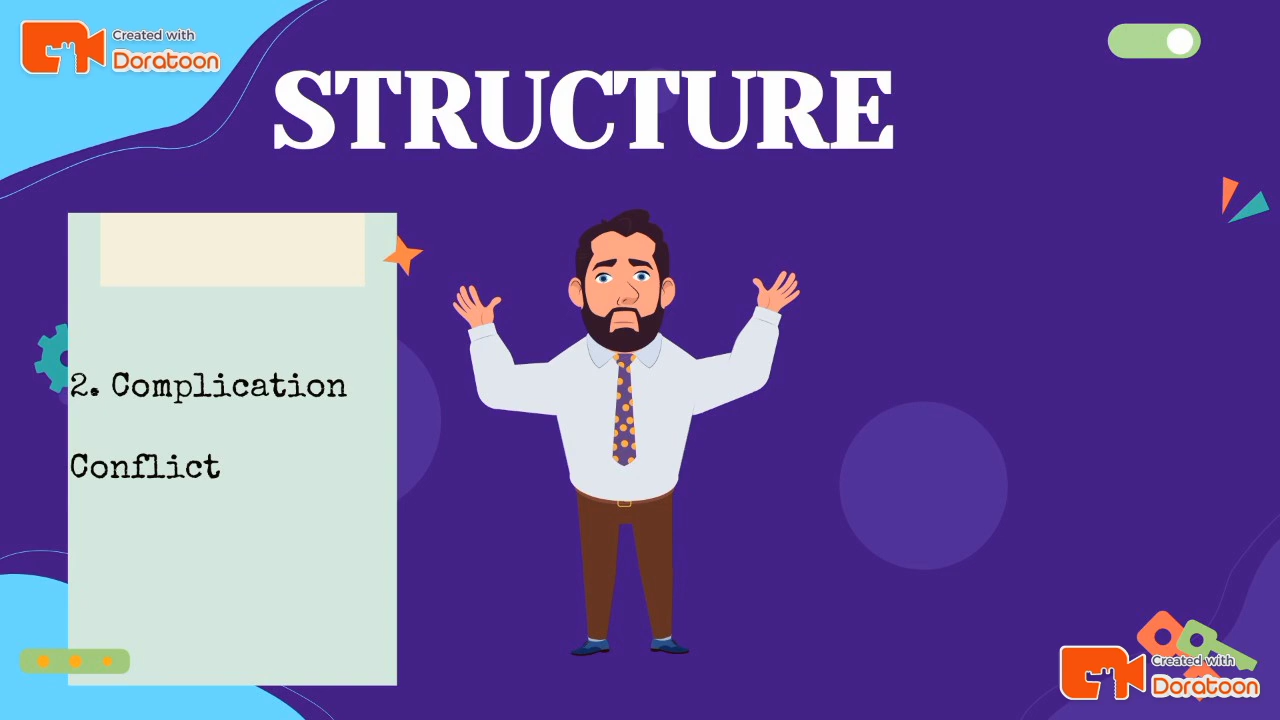 Created with
Doratoon
STRUCTURE
2. Complication
Conflict
Created with
Doratoon